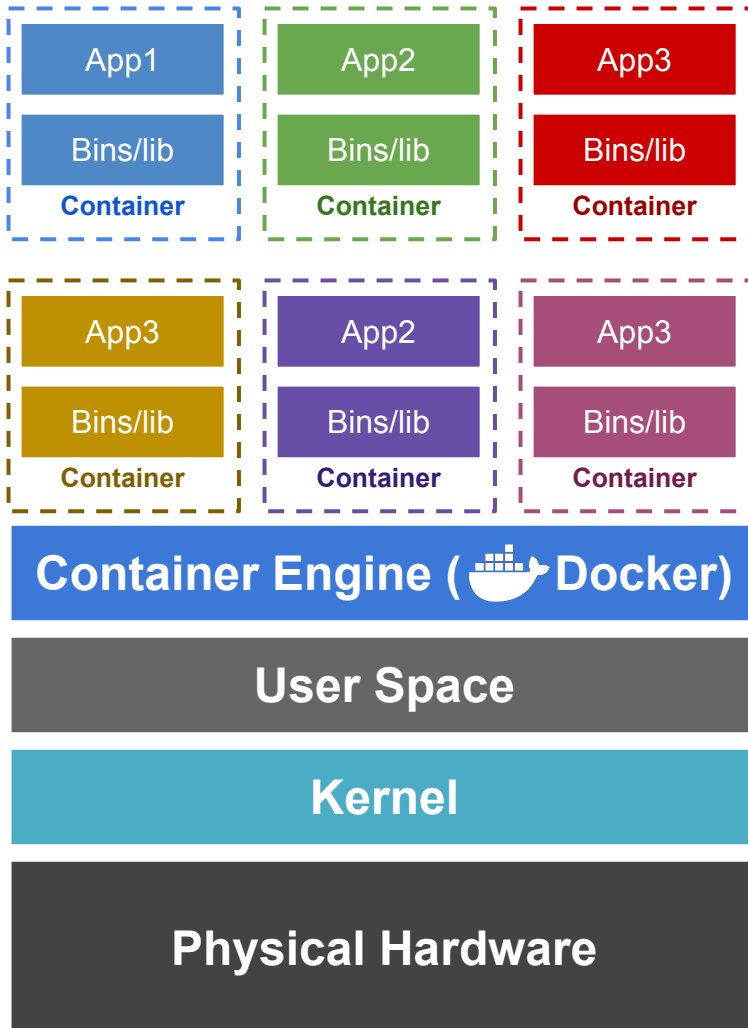 App1 App2 App3
Bins/lib Bins/lib Bins/lib
Container Container Container
App3 App2 App3
Bins/lib Bins/lib Bins/lib
Container Container Container
Container Engine ( Docker)
User Space
Kernel
Physical Hardware